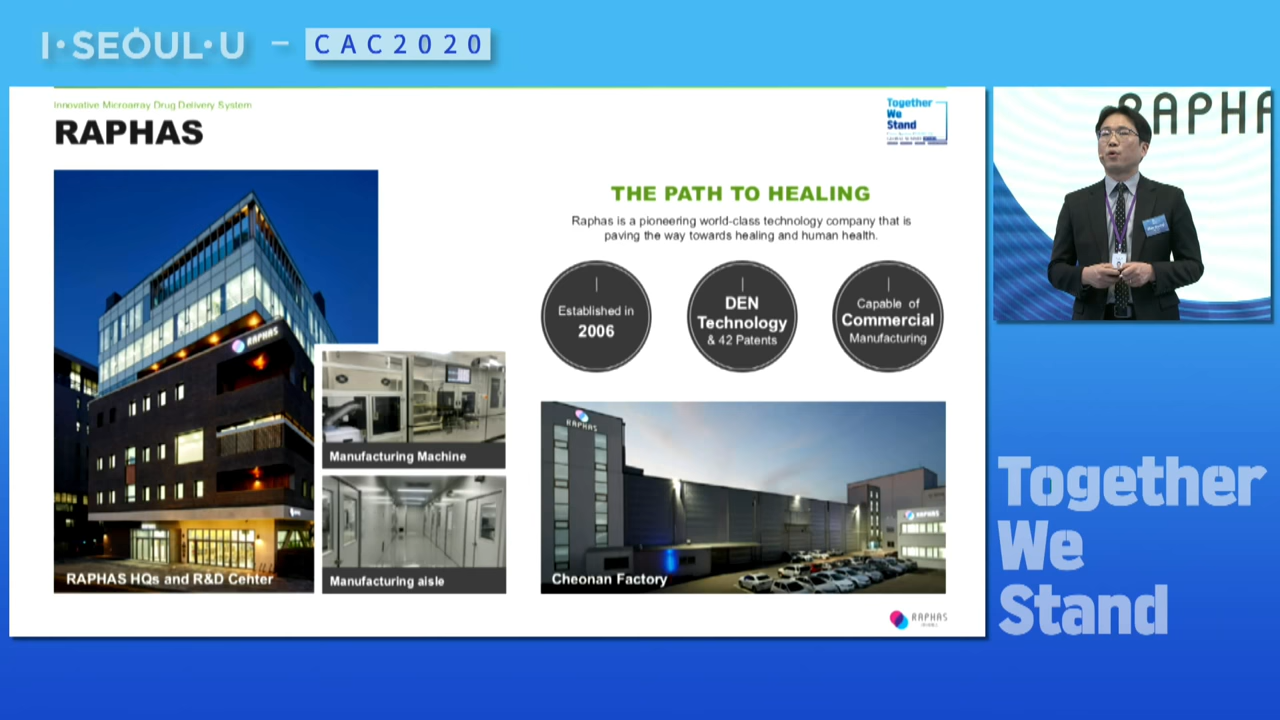 I·SEOUL·U – CAC2020
Innovative Microarray Drug Delivery System
RAPHAS
Together
We
Stand
THE PATH TO HEALING
Raphas is a pioneering world-class technology company that is
paving the way towards healing and human health.
Established in
2006
DEN
Technology
& 42 Patents
Capable of
Commercial
Manufacturing
RAPHAS
Manufacturing Machine
Manufacturing aisle
RAPHAS HQs and R&D Center
RAPHAS
RAPHAS
Cheonan Factory
RAPHAS
RAPHA
Together
We
Stand